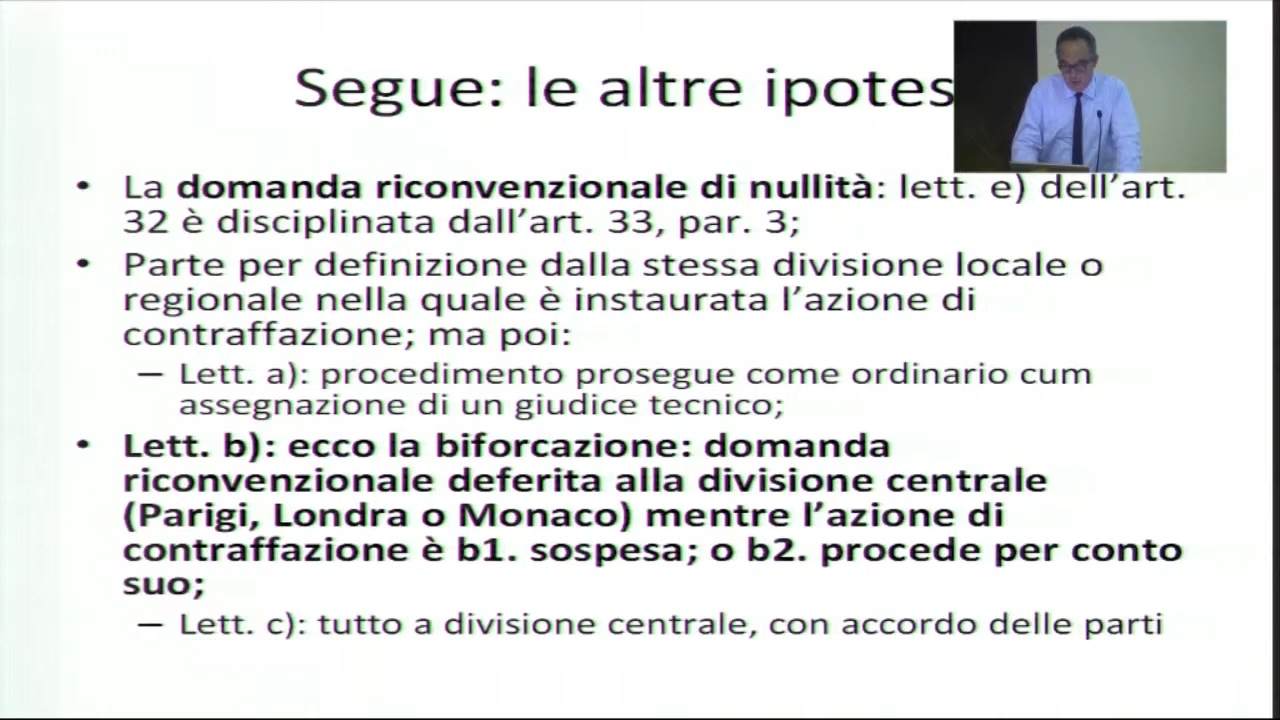 Segue: le altre ipotes
• La domanda riconvenzionale di nullità: lett. e) dell’art.
32 è disciplinata dall’art. 33, par. 3;
• Parte per definizione dalla stessa divisione locale o
regionale nella quale è instaurata l’azione di
contraffazione; ma poi:
– Lett. a): procedimento prosegue come ordinario cum
assegnazione di un giudice tecnico;
• Lett. b): ecco la biforcazione: domanda
riconvenzionale deferita alla divisione centrale
(Parigi, Londra o Monaco) mentre l’azione di
contraffazione è b1. sospesa; o b2. procede per conto
suo;
– Lett. c): tutto a divisione centrale, con accordo delle parti